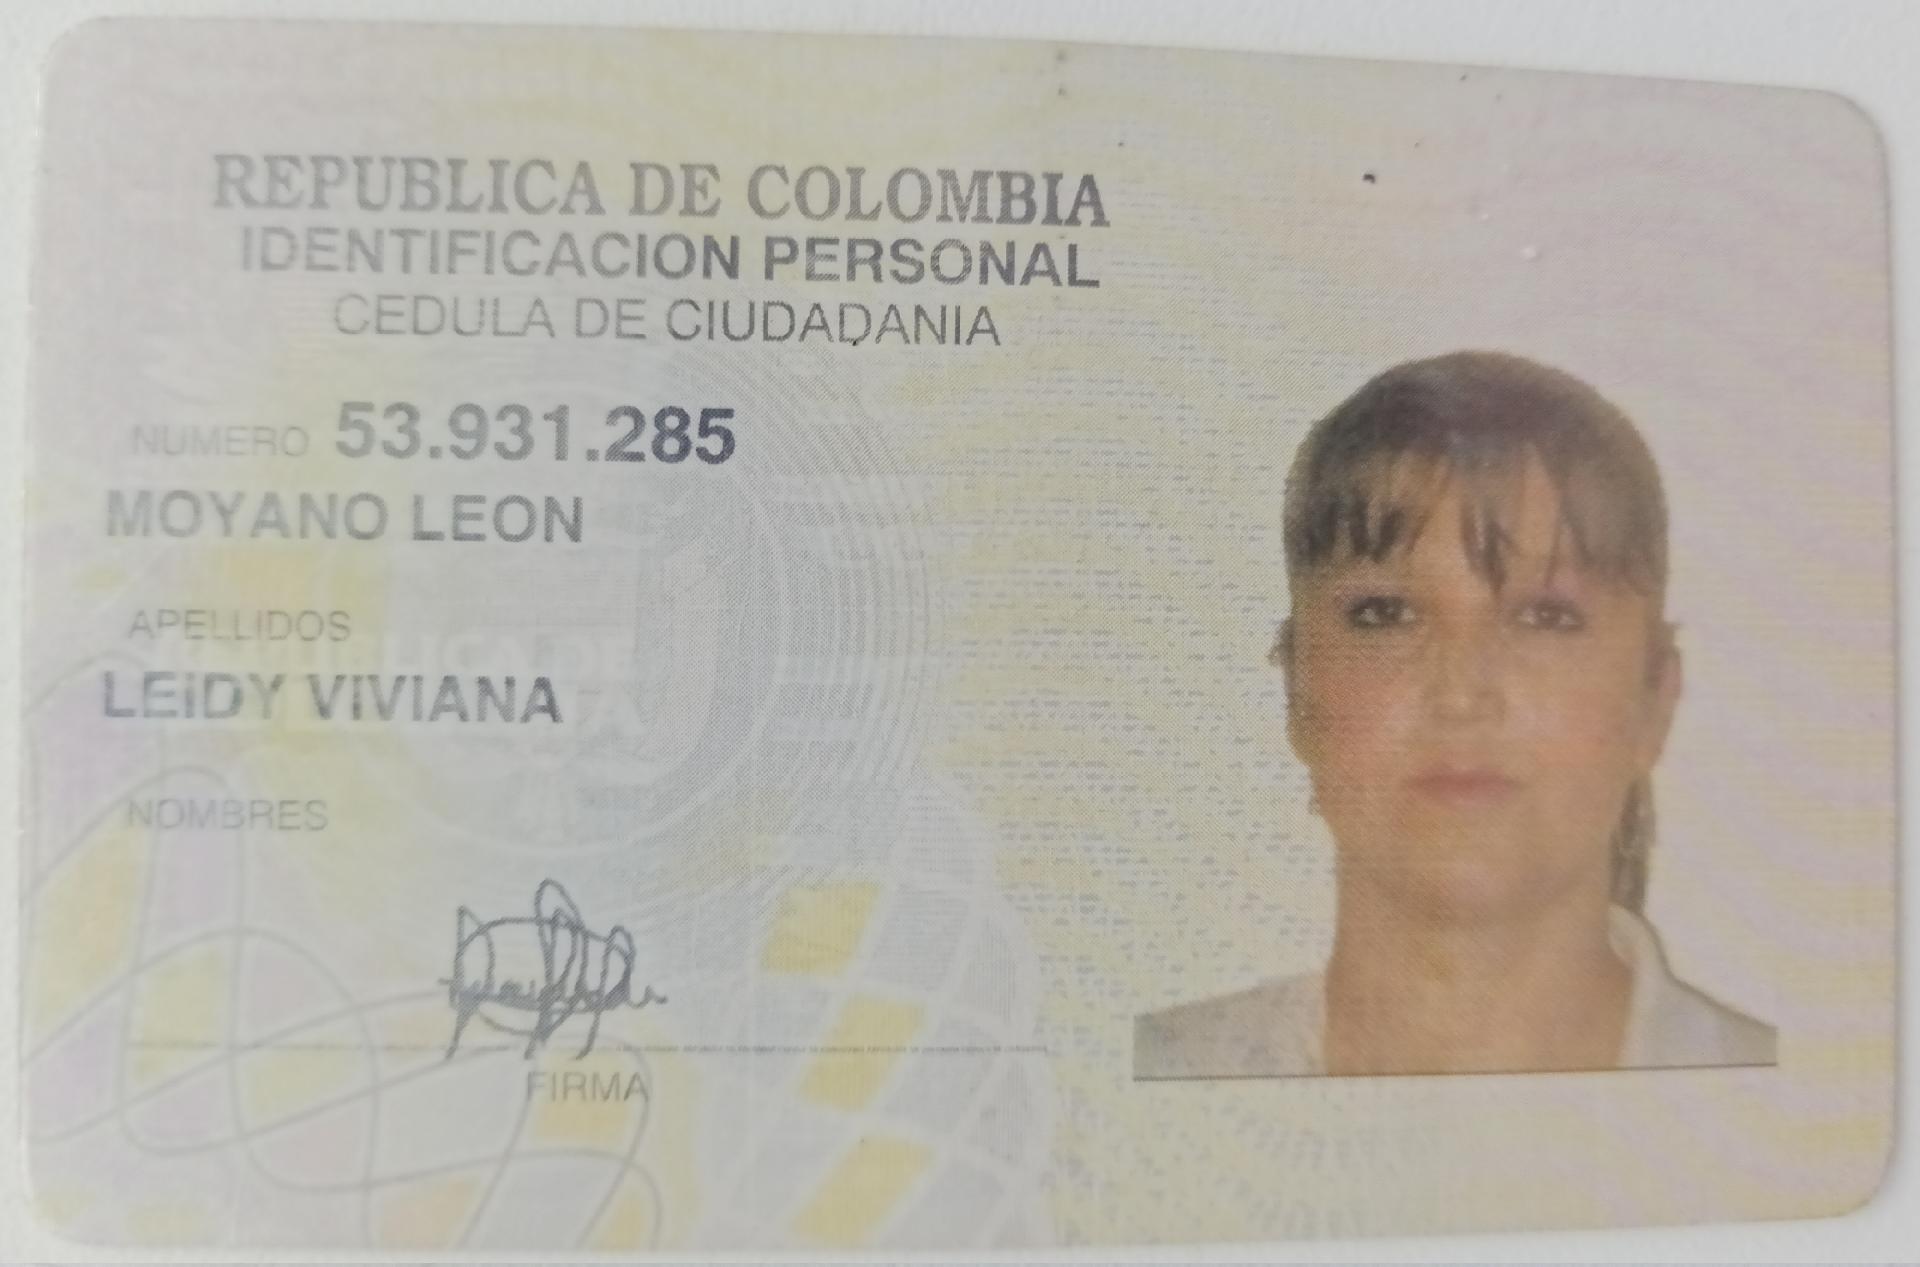 REPUBLICA DE COLOMBIA
IDENTIFICACION PERSONAL
CEDULA DE CIUDADANIA
NUMERO 53.931.285
MOYANO LEON
APELLIDOS
LEiDY VIVIANA
NOMBRES
FIRMA